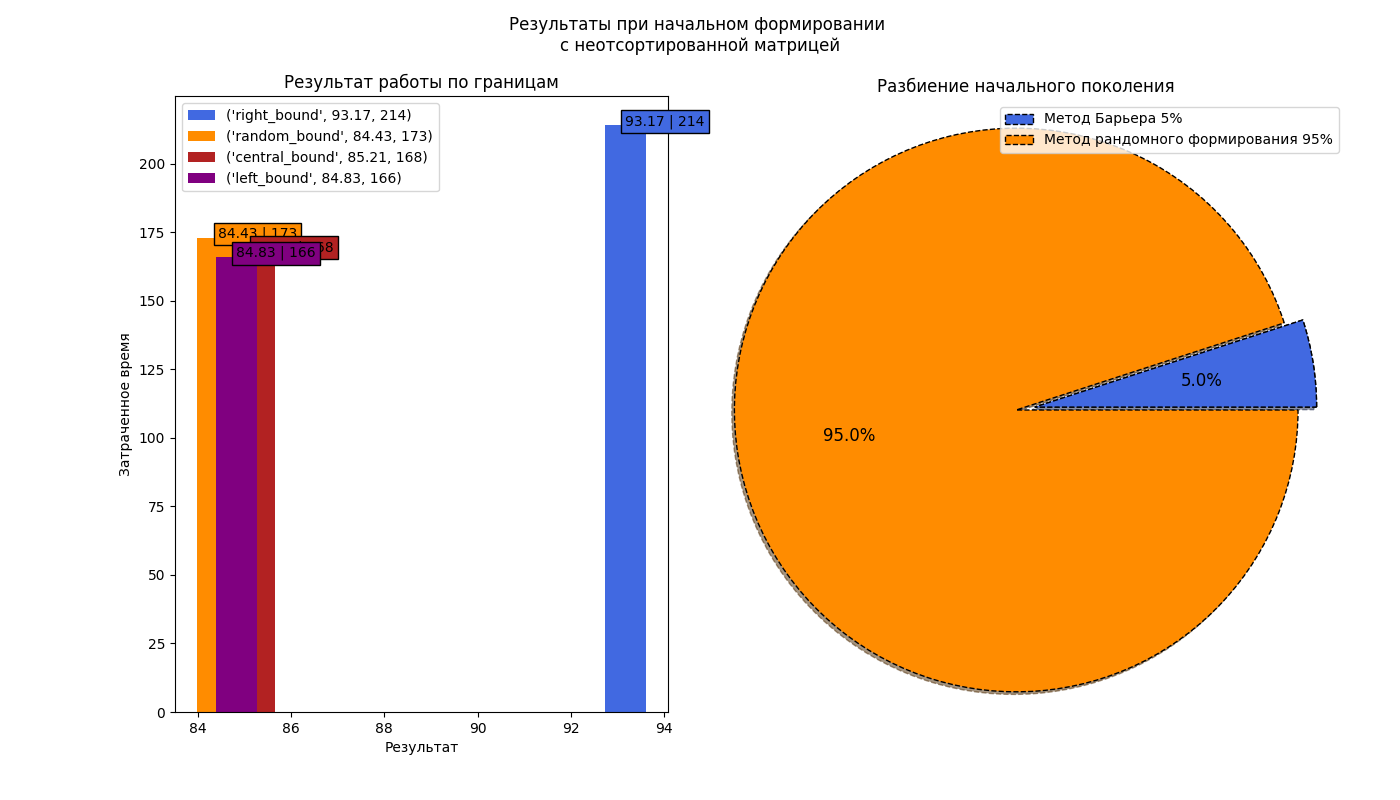 Результаты при начальном формировании
с неотсортированной матрицей
Результат работы по границам
('right_bound', 93.17, 214)
('random_bound', 84.43, 173)
('central_bound', 85.21, 168)
('left_bound', 84.83, 166)
93.17 | 214
84.43 | 173
68
84.83 | 166
200
175
150
125
100
75
50
25
0
Затраченное время
84
86
88
90
92
94
Результат
Разбиение начального поколения
Метод Барьера 5%
Метод рандомного формирования 95%
5.0%
95.0%